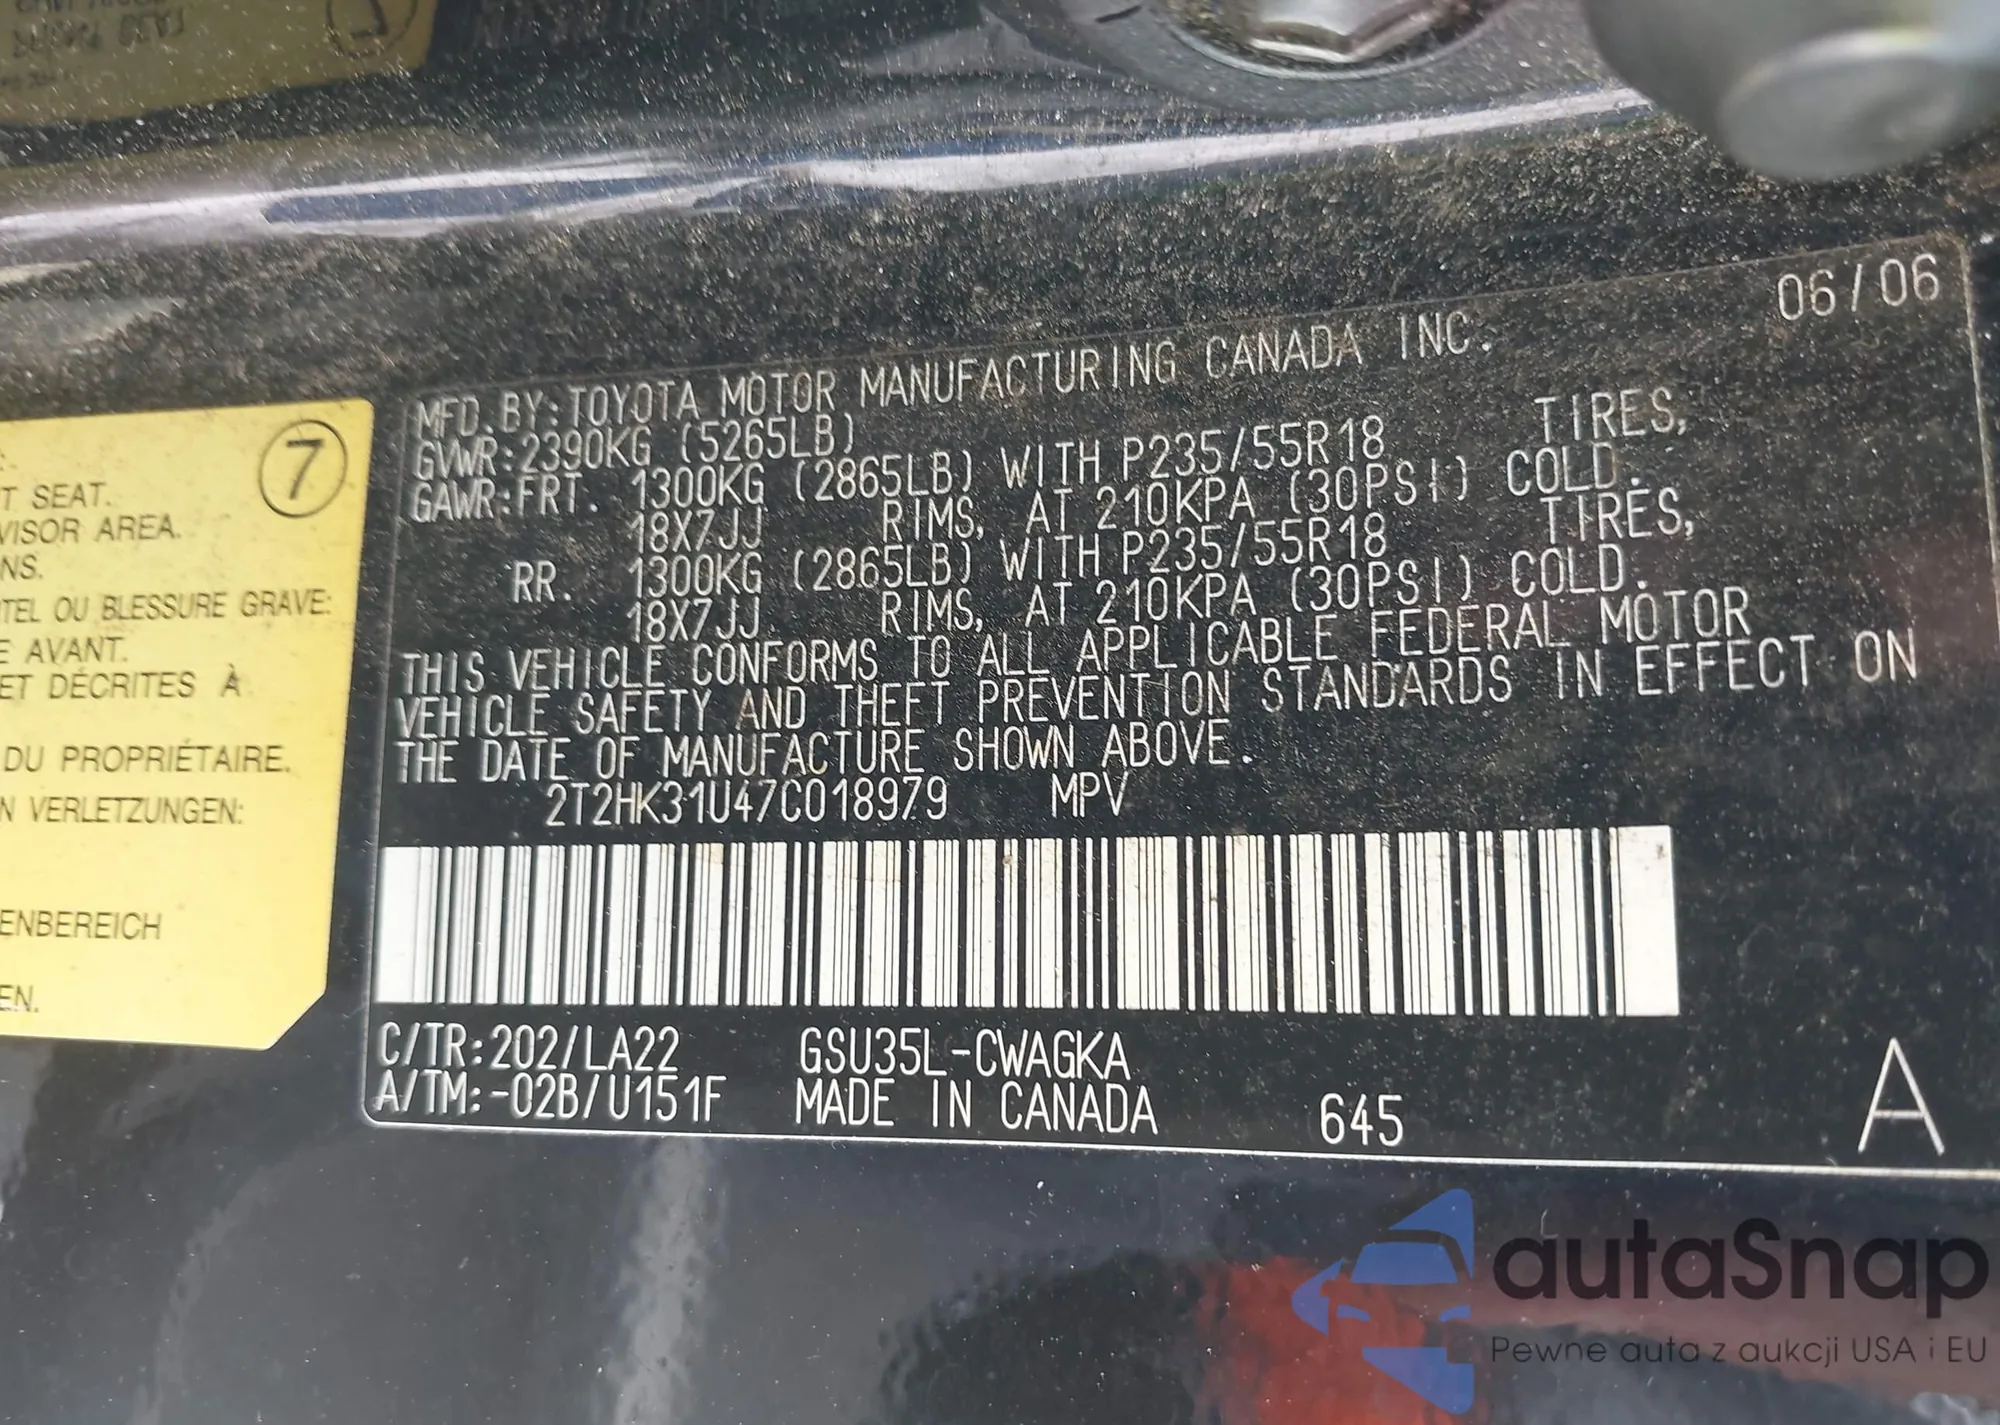 7
T SEAT.
VISOR AREA.
NS.
TEL OU BLESSURE GRAVE:
E AVANT.
ET DÉCRITES À
DU PROPRIÉTAIRE.
N VERLETZUNGEN:
ENBEREICH
EN.
06/06
MFD. BY: TOYOTA MOTOR MANUFACTURING CANADA INC.
GVWR: 2390KG (5265LB)
GAWR: FRT. 1300KG (2865LB) WITH P235/55R18 TIRES,
18X7JJ RIMS, AT 210KPA (30PSI) COLD.
RR. 1300KG (2865LB) WITH P235/55R18 TIRES,
18X7JJ RIMS, AT 210KPA (30PSI) COLD.
THIS VEHICLE CONFORMS TO ALL APPLICABLE FEDERAL MOTOR
VEHICLE SAFETY AND THEFT PREVENTION STANDARDS IN EFFECT ON
THE DATE OF MANUFACTURE SHOWN ABOVE.
2T2HK31U47C018979 MPV
C/TR: 202/LA22 GSU35L-CWAGKA
A/TM: -02B/U151F MADE IN CANADA 645 A
autaSnap
Pewne auta z aukcji USA i EU